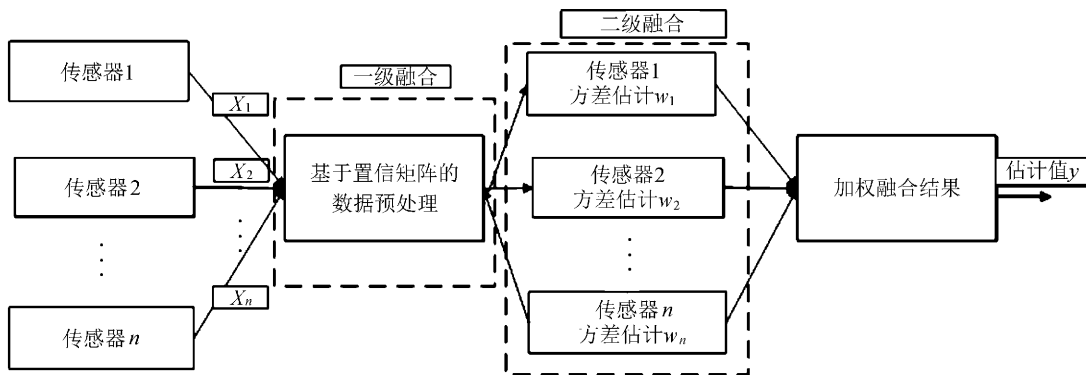 二级融合
一级融合
传感器1
X₁
传感器2
X₂
传感器n
Xₙ
基于置信矩阵的
数据预处理
传感器1
方差估计w₁
传感器2
方差估计w₂
传感器n
方差估计wₙ
加权融合结果
估计值y